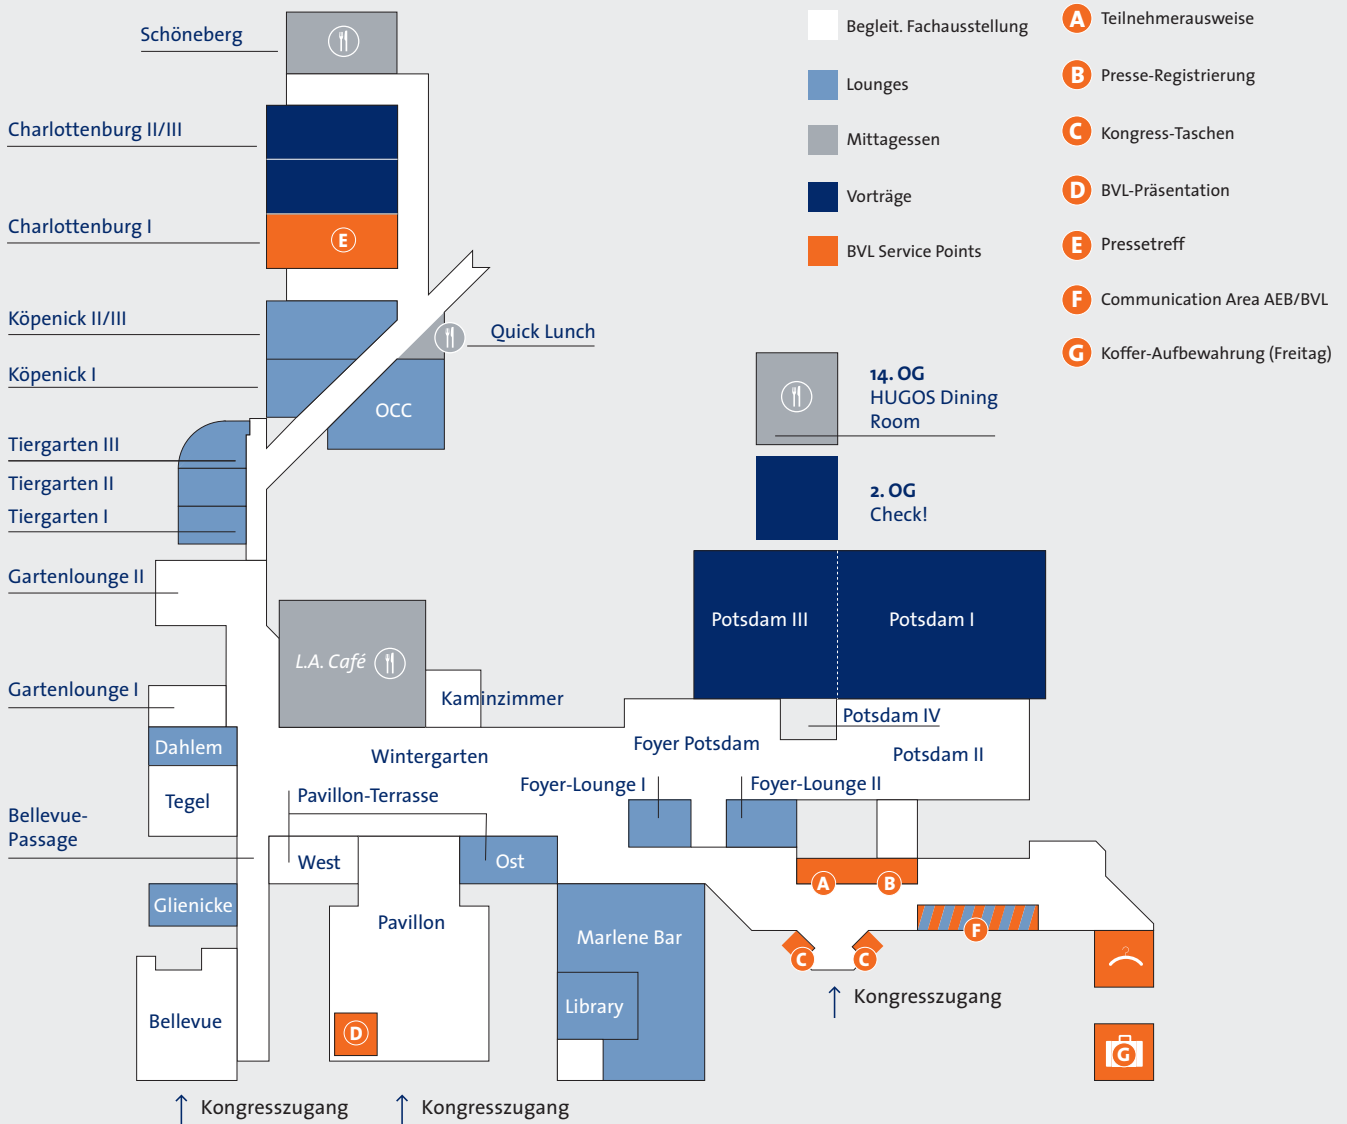 Schöneberg
Charlottenburg II/III
Charlottenburg I
E
Köpenick II/III
Quick Lunch
Köpenick I
OCC
Tiergarten III
Tiergarten II
Tiergarten I
Gartenlounge II
L.A. Café
Gartenlounge I
Kaminzimmer
Dahlem
Wintergarten
Tegel
Pavillon-Terrasse
Bellevue-
Passage
West
Ost
Glienicke
Pavillon
Marlene Bar
Library
Bellevue
D
Kongresszugang
Kongresszugang
Begleit. Fachausstellung
Lounges
Mittagessen
Vorträge
BVL Service Points
A Teilnehmerausweise
B Presse-Registrierung
C Kongress-Taschen
D BVL-Präsentation
E Pressetreff
F Communication Area AEB/BVL
G Koffer-Aufbewahrung (Freitag)
14. OG
HUGOS Dining
Room
2. OG
Check!
Potsdam III
Potsdam I
Potsdam IV
Foyer Potsdam
Potsdam II
Foyer-Lounge I
Foyer-Lounge II
A
B
F
C
C
Kongresszugang
G